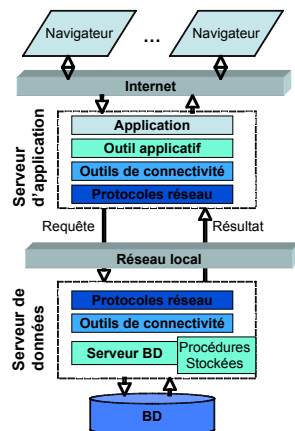 Navigateur
...
Navigateur
Internet
Serveur
d'application
Application
Outil applicatif
Outils de connectivité
Protocoles réseau
Requête
Résultat
Réseau local
Serveur de
données
Protocoles réseau
Outils de connectivité
Serveur BD
Procédures
Stockées
BD